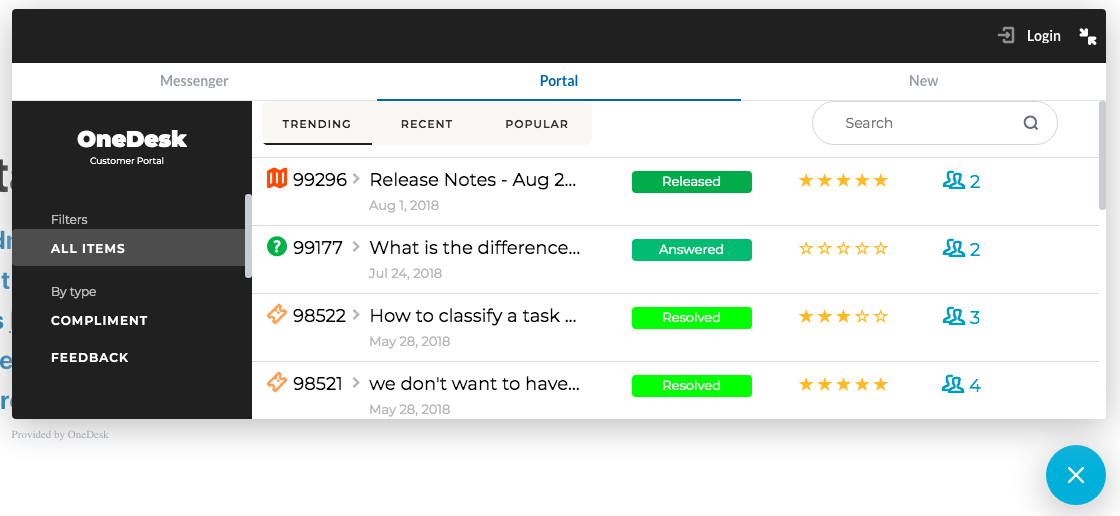 Login
Messenger Portal New
OneDesk
Customer Portal
Filters
ALL ITEMS
By type
COMPLIMENT
FEEDBACK
TRENDING RECENT POPULAR
Search
99296 Release Notes - Aug 2... Released 2
Aug 1, 2018
99177 What is the difference... Answered 2
Jul 24, 2018
98522 How to classify a task ... Resolved 3
May 28, 2018
98521 we don't want to have... Resolved 4
May 28, 2018
Provided by OneDesk